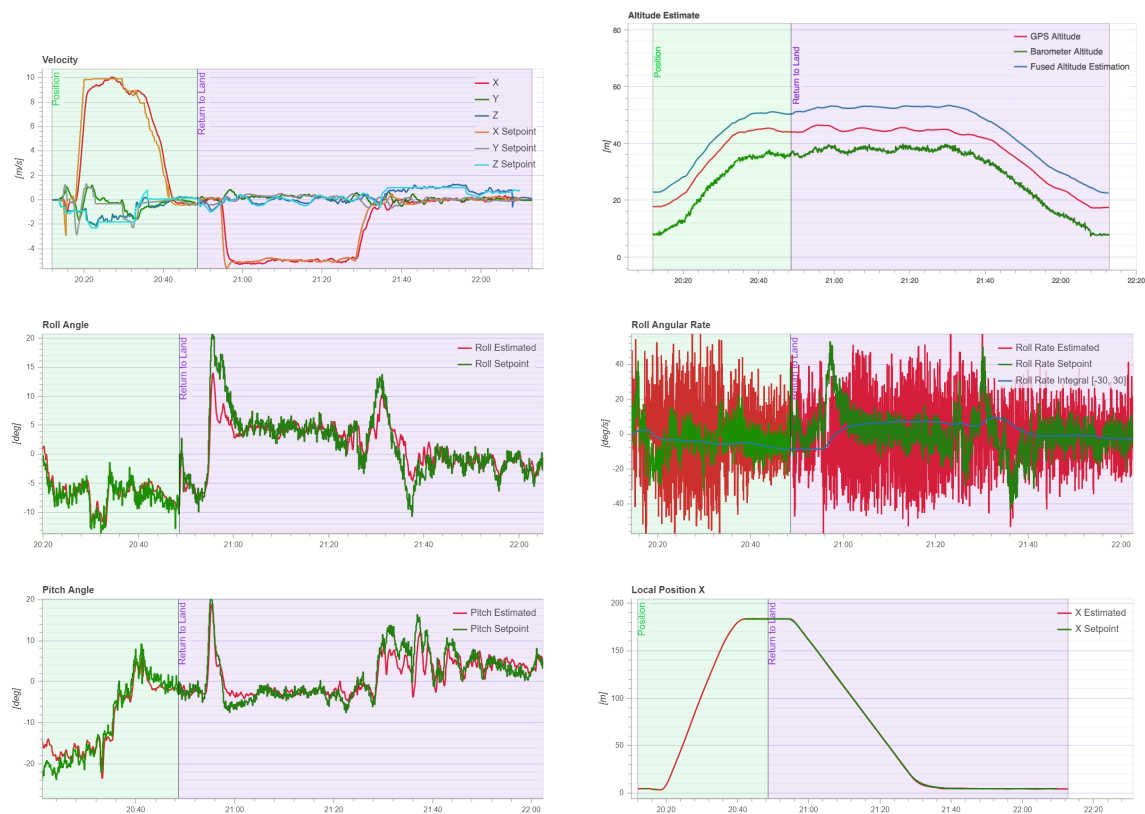 Velocity
10
8
6
4
2
0
-2
-4
[m/s]
Position
Return to Land
X
Y
Z
X Setpoint
Y Setpoint
Z Setpoint
20:20
20:40
21:00
21:20
21:40
22:00
Altitude Estimate
80
60
40
20
0
[m]
Position
Return to Land
GPS Altitude
Barometer Altitude
Fused Altitude Estimation
20:20
20:40
21:00
21:20
21:40
22:00
22:20
Roll Angle
20
15
10
5
0
-5
-10
[deg]
Return to Land
Roll Estimated
Roll Setpoint
20:20
20:40
21:00
21:20
21:40
22:00
Roll Angular Rate
40
20
0
-20
-40
[deg/s]
Return to Land
Roll Rate Estimated
Roll Rate Setpoint
Roll Rate Integral [-30, 30]
20:20
20:40
21:00
21:20
21:40
22:00
Pitch Angle
20
10
0
-10
-20
[deg]
Return to Land
Pitch Estimated
Pitch Setpoint
20:40
21:00
21:20
21:40
22:00
Local Position X
200
150
100
50
0
[m]
Position
Return to Land
X Estimated
X Setpoint
20:20
20:40
21:00
21:20
21:40
22:00